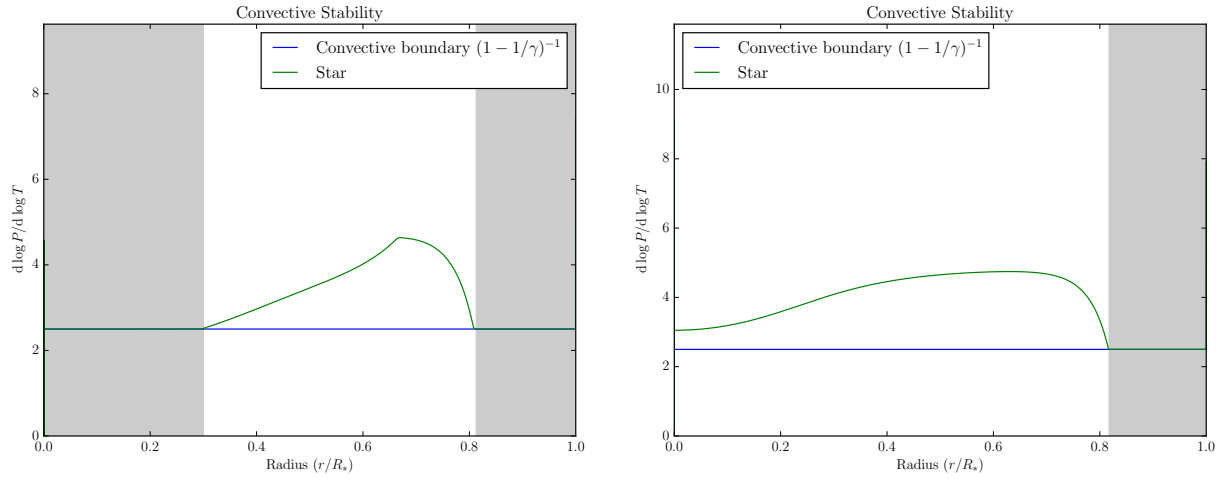 Convective Stability
Convective boundary (1 − 1/γ)⁻¹
Star
d log P/d log T
8
6
4
2
0
0.0 0.2 0.4 0.6 0.8 1.0
Radius (r/R*)
Convective Stability
Convective boundary (1 − 1/γ)⁻¹
Star
d log P/d log T
10
8
6
4
2
0
0.0 0.2 0.4 0.6 0.8 1.0
Radius (r/R*)